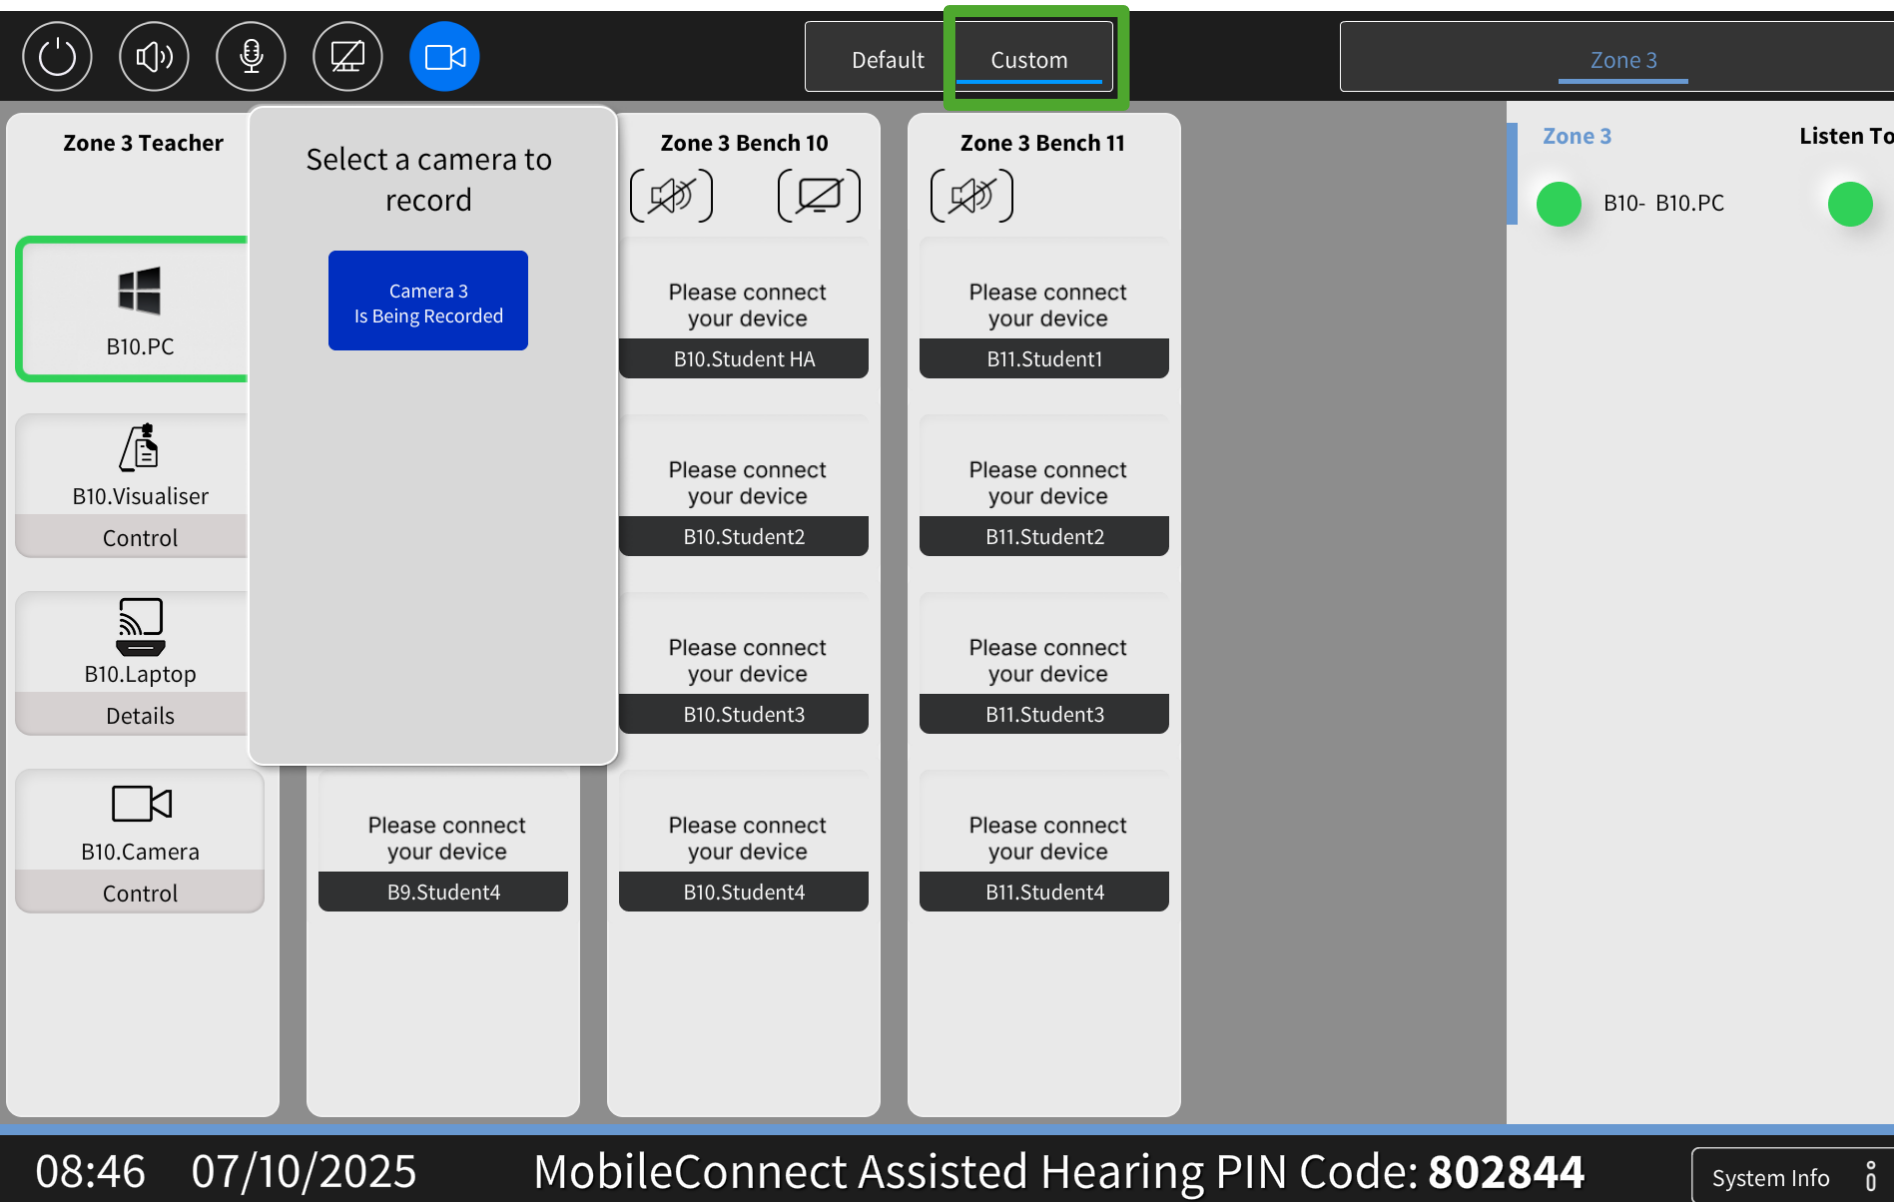 Default
Custom
Zone 3
Zone 3 Teacher
B10.PC
B10.Visualiser
Control
B10.Laptop
Details
B10.Camera
Control
Select a camera to
record
Camera 3
Is Being Recorded
Please connect
your device
B9.Student4
Zone 3 Bench 10
Please connect
your device
B10.Student HA
Please connect
your device
B10.Student2
Please connect
your device
B10.Student3
Please connect
your device
B10.Student4
Zone 3 Bench 11
Please connect
your device
B11.Student1
Please connect
your device
B11.Student2
Please connect
your device
B11.Student3
Please connect
your device
B11.Student4
Zone 3
Listen To
B10- B10.PC
08:46 07/10/2025 MobileConnect Assisted Hearing PIN Code: 802844
System Info